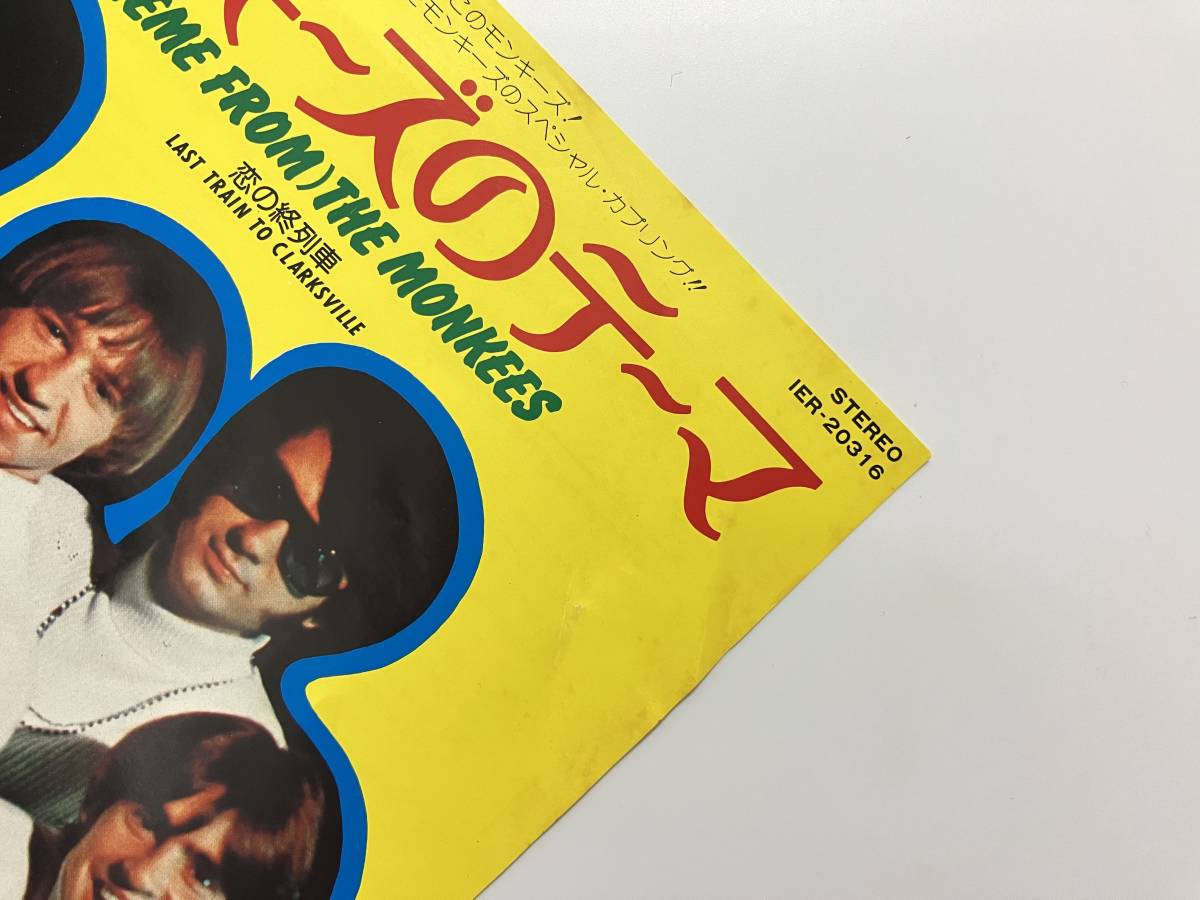 のモンキーズ!
モンキーズのスペシャル・カプリング!!
ーズのテーマ
EME FROM) THE MONKEES
恋の終列車
LAST TRAIN TO CLARKSVILLE
STEREO
IER-20316